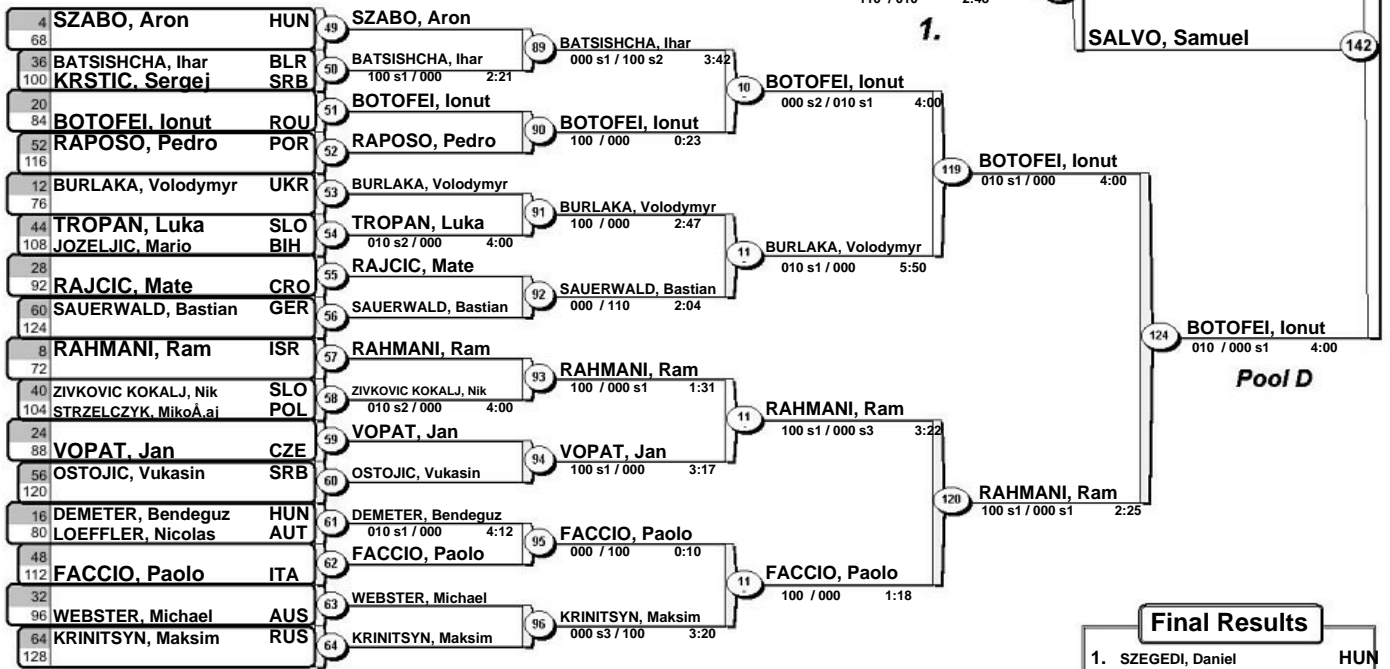 110 / 010 2:48
1.
SALVO, Samuel
142
4 SZABO, Aron HUN
68
49 SZABO, Aron
36 BATSISHCHA, Ihar BLR
100 KRSTIC, Sergej SRB
50 BATSISHCHA, Ihar
100 s1 / 000 2:21
89 BATSISHCHA, Ihar
000 s1 / 100 s2 3:42
20
84 BOTOFEI, Ionut ROU
51 BOTOFEI, Ionut
52 RAPOSO, Pedro POR
116
52 RAPOSO, Pedro
90 BOTOFEI, Ionut
100 / 000 0:23
10 BOTOFEI, Ionut
000 s2 / 010 s1 4:00
12 BURLAKA, Volodymyr UKR
76
53 BURLAKA, Volodymyr
44 TROPAN, Luka SLO
108 JOZELJIC, Mario BIH
54 TROPAN, Luka
010 s2 / 000 4:00
91 BURLAKA, Volodymyr
100 / 000 2:47
28
92 RAJCIC, Mate CRO
55 RAJCIC, Mate
60 SAUERWALD, Bastian GER
124
56 SAUERWALD, Bastian
92 SAUERWALD, Bastian
000 / 110 2:04
11 BURLAKA, Volodymyr
010 s1 / 000 5:50
119 BOTOFEI, Ionut
010 s1 / 000 4:00
8 RAHMANI, Ram ISR
72
57 RAHMANI, Ram
40 ZIVKOVIC KOKALJ, Nik SLO
104 STRZELCZYK, MikoÅ‚aj POL
58 ZIVKOVIC KOKALJ, Nik
010 s2 / 000 4:00
93 RAHMANI, Ram
100 / 000 s1 1:31
24
88 VOPAT, Jan CZE
59 VOPAT, Jan
56 OSTOJIC, Vukasin SRB
120
60 OSTOJIC, Vukasin
94 VOPAT, Jan
100 s1 / 000 3:17
11 RAHMANI, Ram
100 s1 / 000 s3 3:22
16 DEMETER, Bendeguz HUN
80 LOEFFLER, Nicolas AUT
61 DEMETER, Bendeguz
010 s1 / 000 4:12
48
112 FACCIO, Paolo ITA
62 FACCIO, Paolo
95 FACCIO, Paolo
000 / 100 0:10
32
96 WEBSTER, Michael AUS
63 WEBSTER, Michael
64 KRINITSYN, Maksim RUS
128
64 KRINITSYN, Maksim
96 KRINITSYN, Maksim
000 s3 / 100 3:20
11 FACCIO, Paolo
100 / 000 1:18
120 RAHMANI, Ram
100 s1 / 000 s1 2:25
124 BOTOFEI, Ionut
010 / 000 s1 4:00
Pool D
Final Results
1. SZEGEDI, Daniel HUN